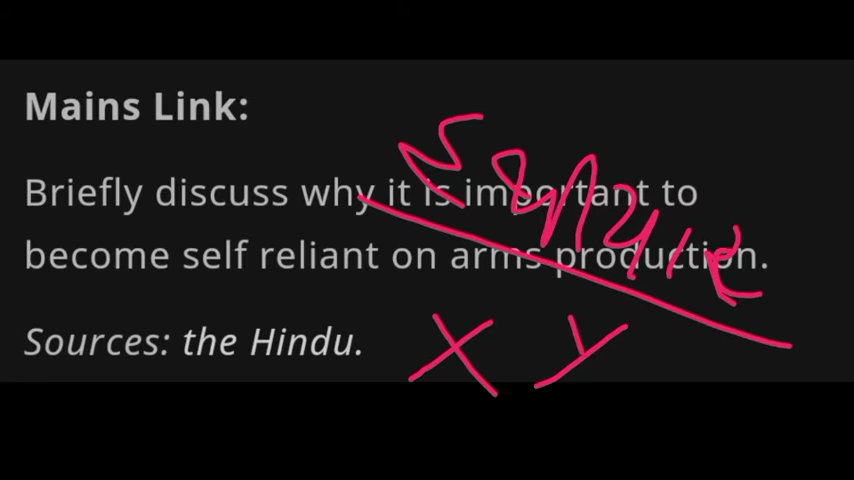 Mains Link:
Briefly discuss why it is important to
become self reliant on arms production.
Sources: the Hindu.
X y